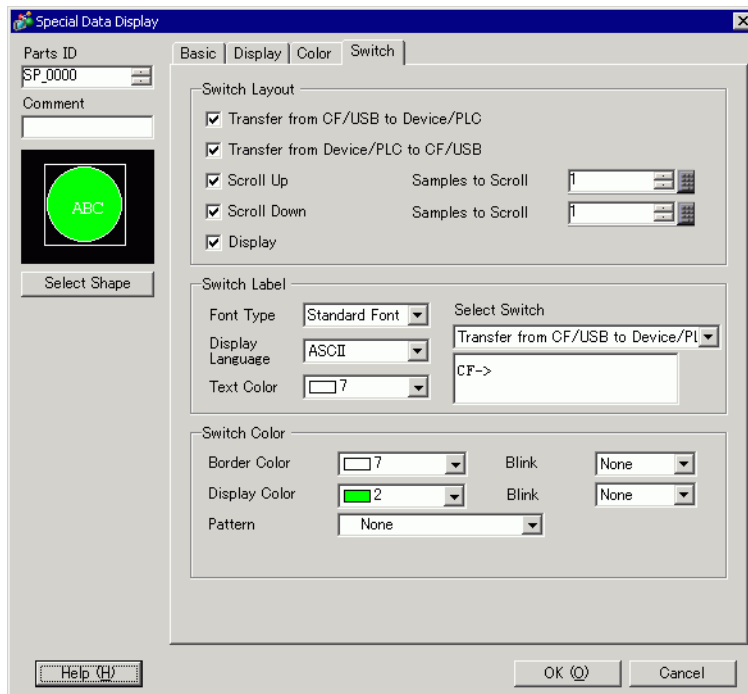 Special Data Display
Parts ID
SP_0000
Comment
ABC
Select Shape
Basic Display Color Switch
Switch Layout
Transfer from CF/USB to Device/PLC
Transfer from Device/PLC to CF/USB
Scroll Up Samples to Scroll 1
Scroll Down Samples to Scroll 1
Display
Switch Label
Font Type Standard Font
Display Language ASCII
Text Color 7
Select Switch
Transfer from CF/USB to Device/PL
CF->
Switch Color
Border Color 7 Blink None
Display Color 2 Blink None
Pattern None
Help (H) OK (O) Cancel